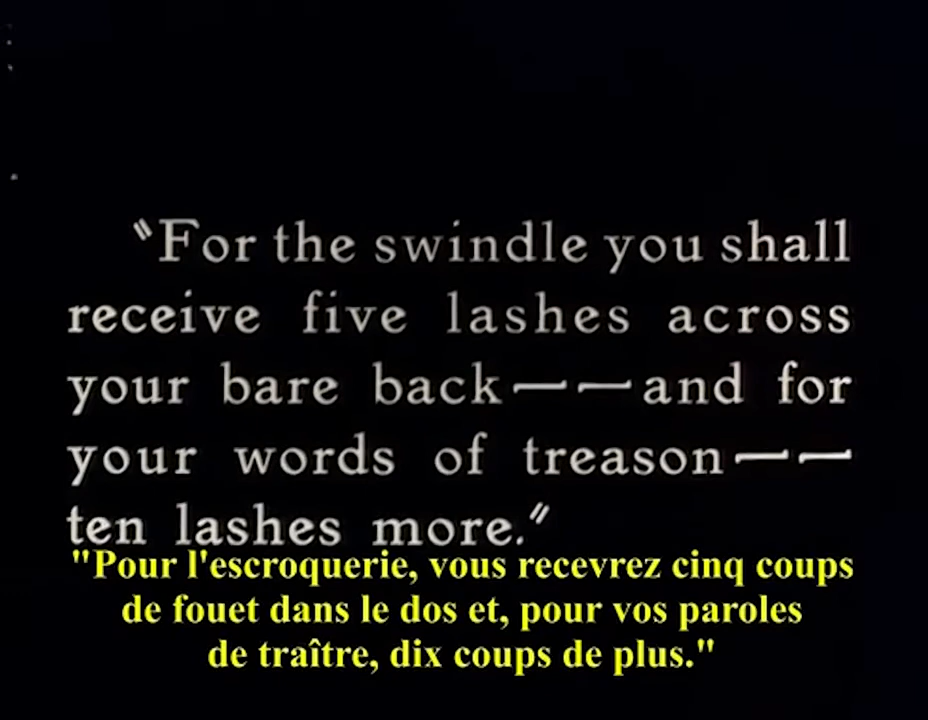 "For the swindle you shall
receive five lashes across
your bare back——and for
your words of treason——
ten lashes more."
"Pour l'escroquerie, vous recevrez cinq coups
de fouet dans le dos et, pour vos paroles
de traître, dix coups de plus."